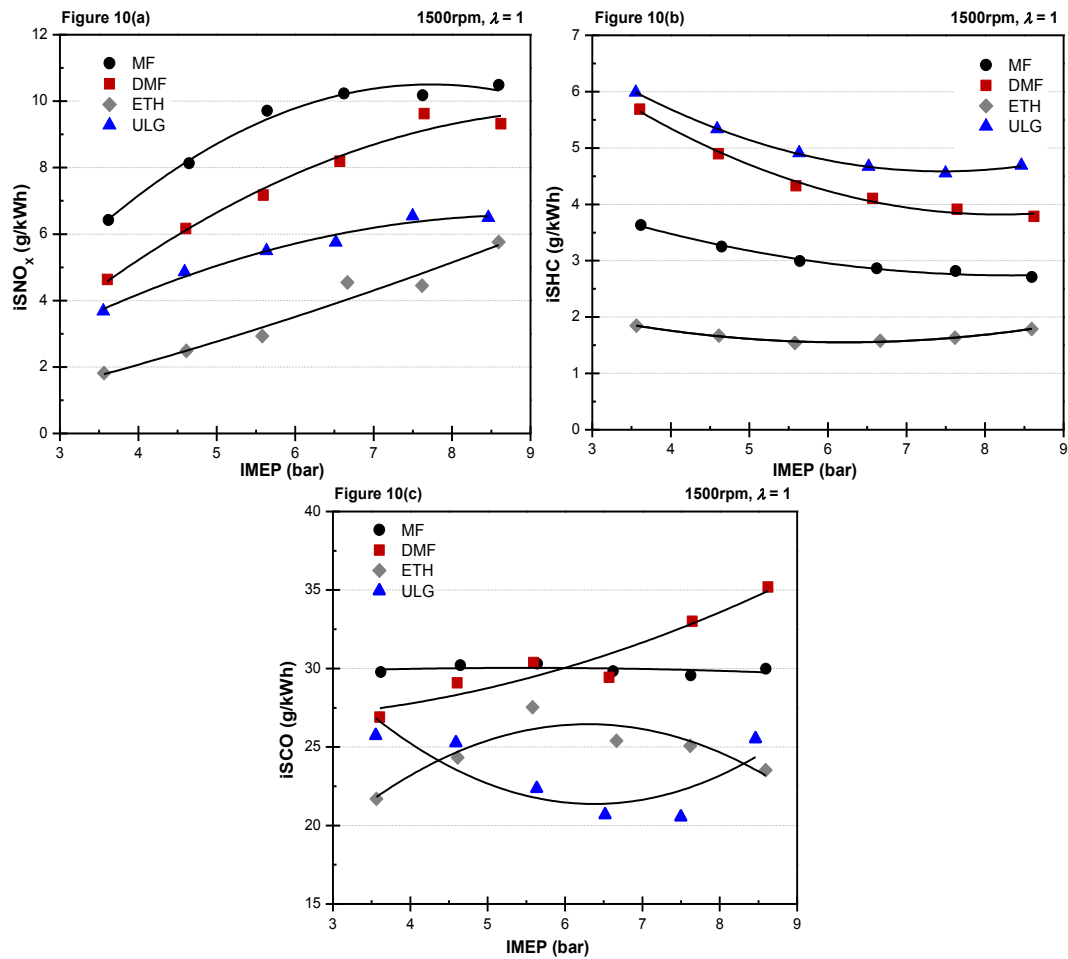 Figure 10(a) 1500rpm, λ = 1
12
10
8
6
4
2
0
iSNOx (g/kWh)
MF
DMF
ETH
ULG
3 4 5 6 7 8 9
IMEP (bar)
Figure 10(b) 1500rpm, λ = 1
7
6
5
4
3
2
1
0
iSHC (g/kWh)
MF
DMF
ETH
ULG
3 4 5 6 7 8 9
IMEP (bar)
Figure 10(c) 1500rpm, λ = 1
40
35
30
25
20
15
iSCO (g/kWh)
MF
DMF
ETH
ULG
3 4 5 6 7 8 9
IMEP (bar)